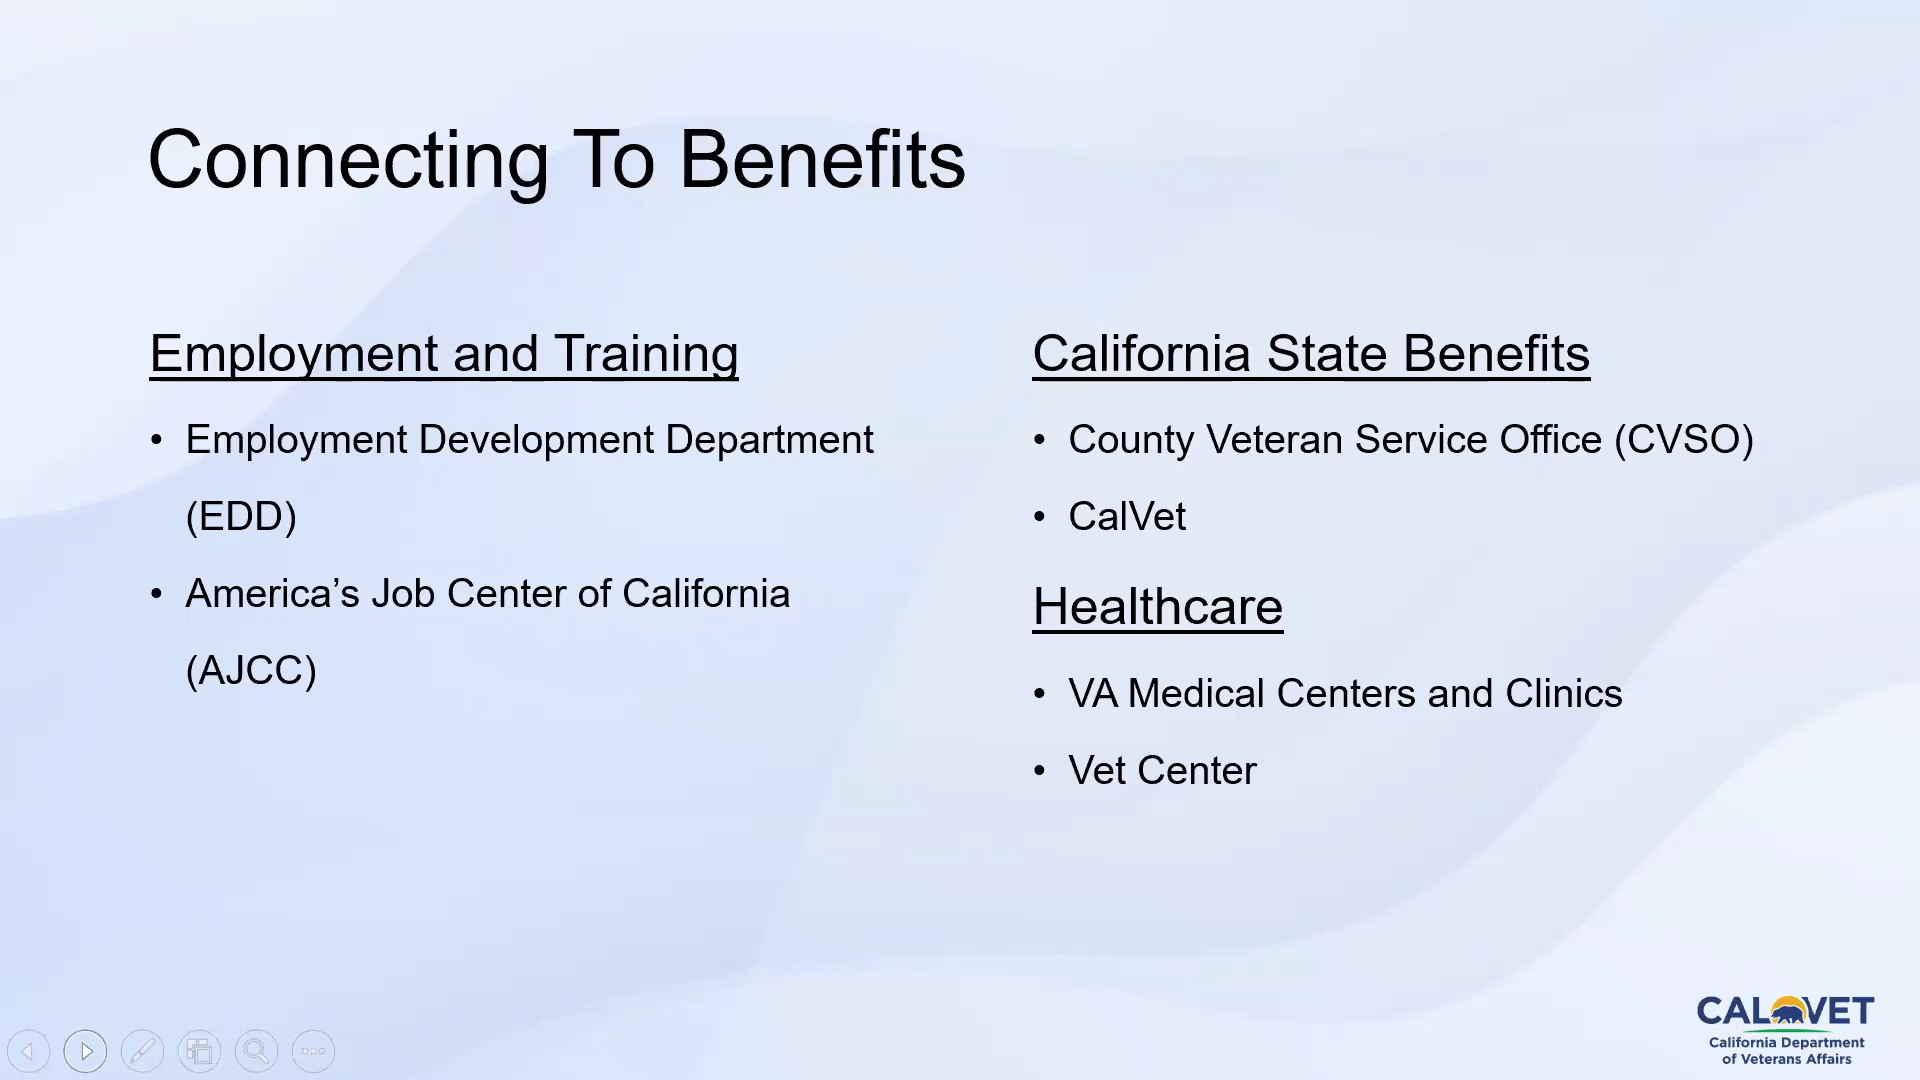 Connecting To Benefits
Employment and Training
• Employment Development Department
(EDD)
• America’s Job Center of California
(AJCC)
California State Benefits
• County Veteran Service Office (CVSO)
• CalVet
Healthcare
• VA Medical Centers and Clinics
• Vet Center
CALVET
California Department
of Veterans Affairs